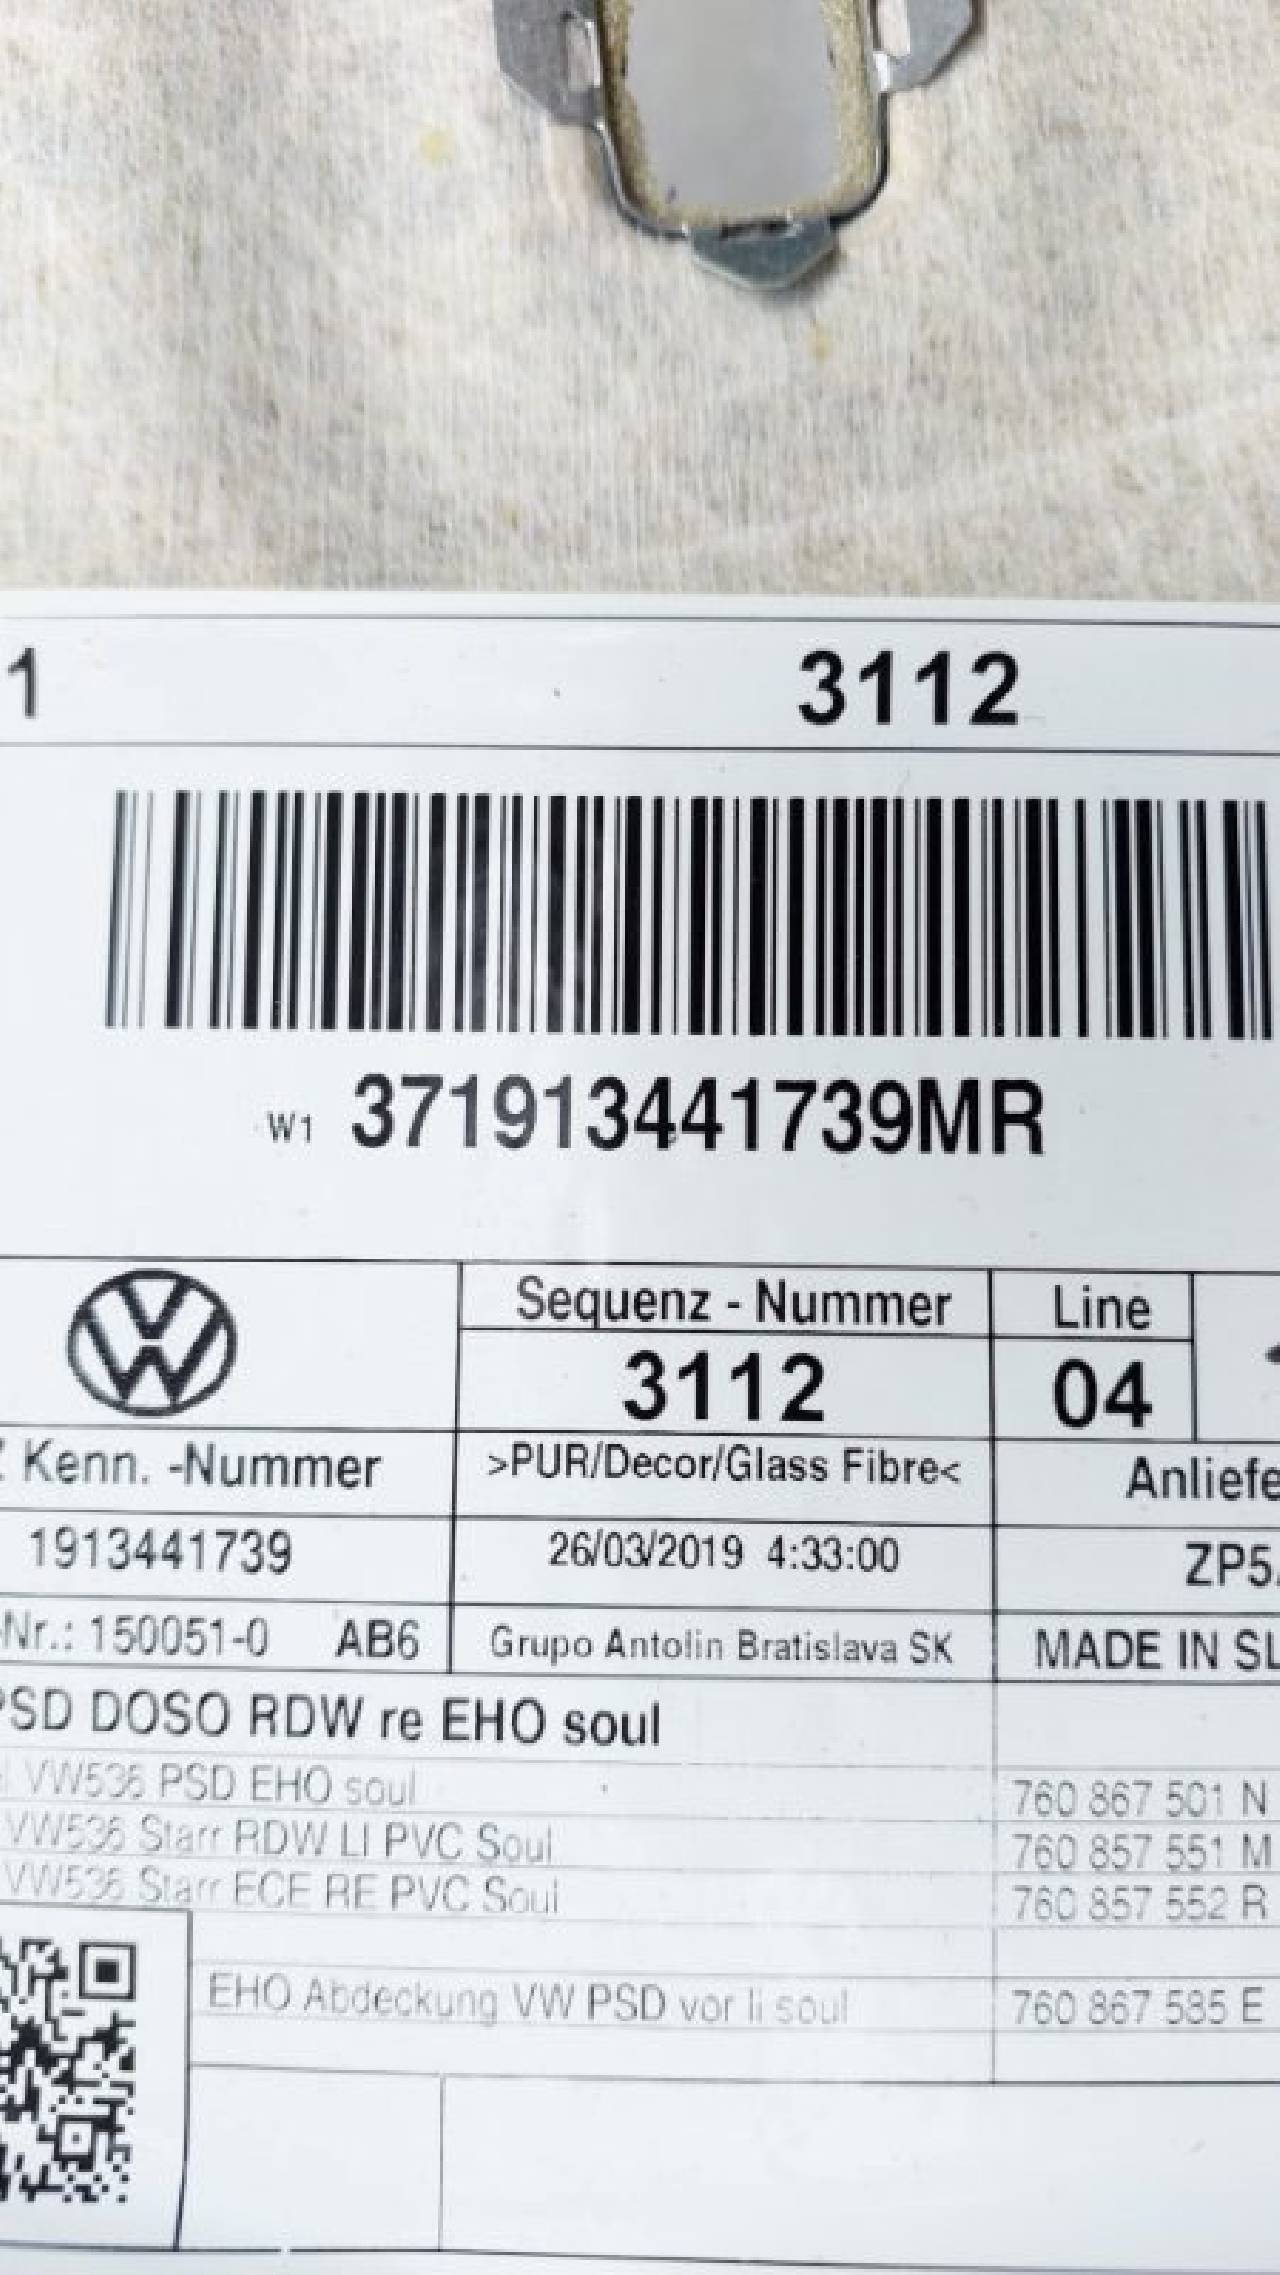 1 3112
W1 371913441739MR
Sequenz - Nummer Line
3112 04
Kenn. -Nummer >PUR/Decor/Glass Fibre< Anliefe
1913441739 26/03/2019 4:33:00 ZP5
Nr.: 150051-0 AB6 Grupo Antolin Bratislava SK MADE IN SL
PSD DOSO RDW re EHO soul
VW536 PSD EHO soul 760 867 501 N
VW536 Starr RDW LI PVC Soul 760 857 551 M
VW536 Starr ECE RE PVC Soul 760 857 552 R
EHO Abdeckung VW PSD vor li soul 760 867 585 E